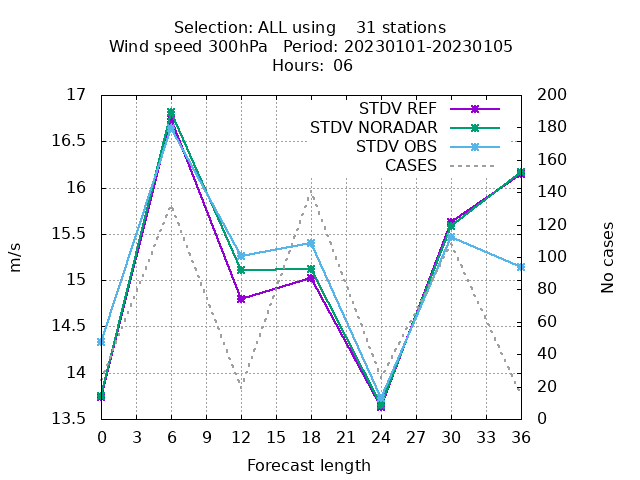 Selection: ALL using    31 stations
Wind speed 300hPa   Period: 20230101-20230105
Hours:  06
STDV REF
STDV NORADAR
STDV OBS
CASES
17
16.5
16
15.5
15
14.5
14
13.5
m/s
200
180
160
140
120
100
80
60
40
20
0
No cases
0 3 6 9 12 15 18 21 24 27 30 33 36
Forecast length